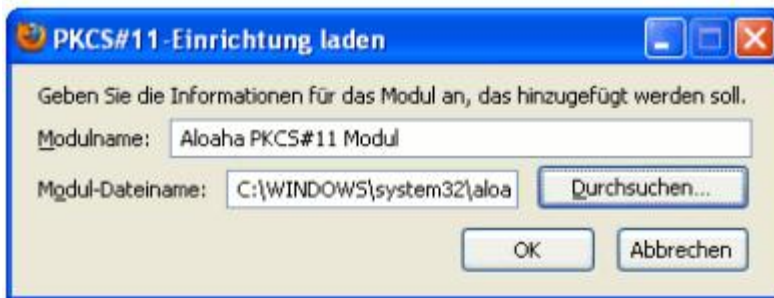 PKCS#11-Einrichtung laden
Geben Sie die Informationen für das Modul an, das hinzugefügt werden soll.
Modulname: Aloaha PKCS#11 Modul
Modul-Dateiname: C:\WINDOWS\system32\aloa Durchsuchen...
OK Abbrechen